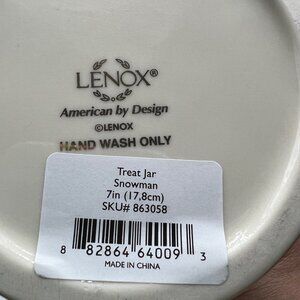 LENOX®
American by Design
©LENOX
HAND WASH ONLY
Treat Jar
Snowman
7in (17,8cm)
SKU# 863058
8 82864 64009 3
MADE IN CHINA